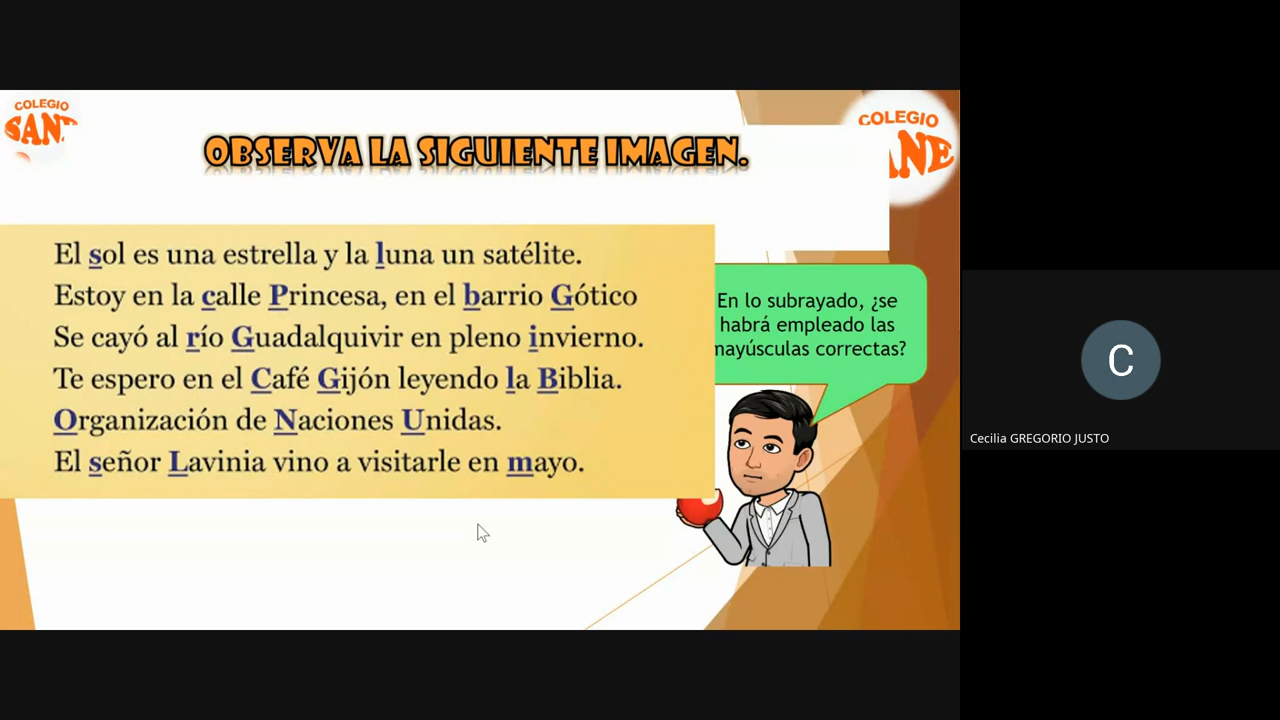 COLEGIO
COLEGIO
OBSERVA LA SIGUIENTE IMAGEN.
El sol es una estrella y la luna un satélite.
Estoy en la calle Princesa, en el barrio Gótico
Se cayó al río Guadalquivir en pleno invierno.
Te espero en el Café Gijón leyendo la Biblia.
Organización de Naciones Unidas.
El señor Lavinia vino a visitarle en mayo.
En lo subrayado, ¿se
habrá empleado las
mayúsculas correctas?
C
Cecilia GREGORIO JUSTO